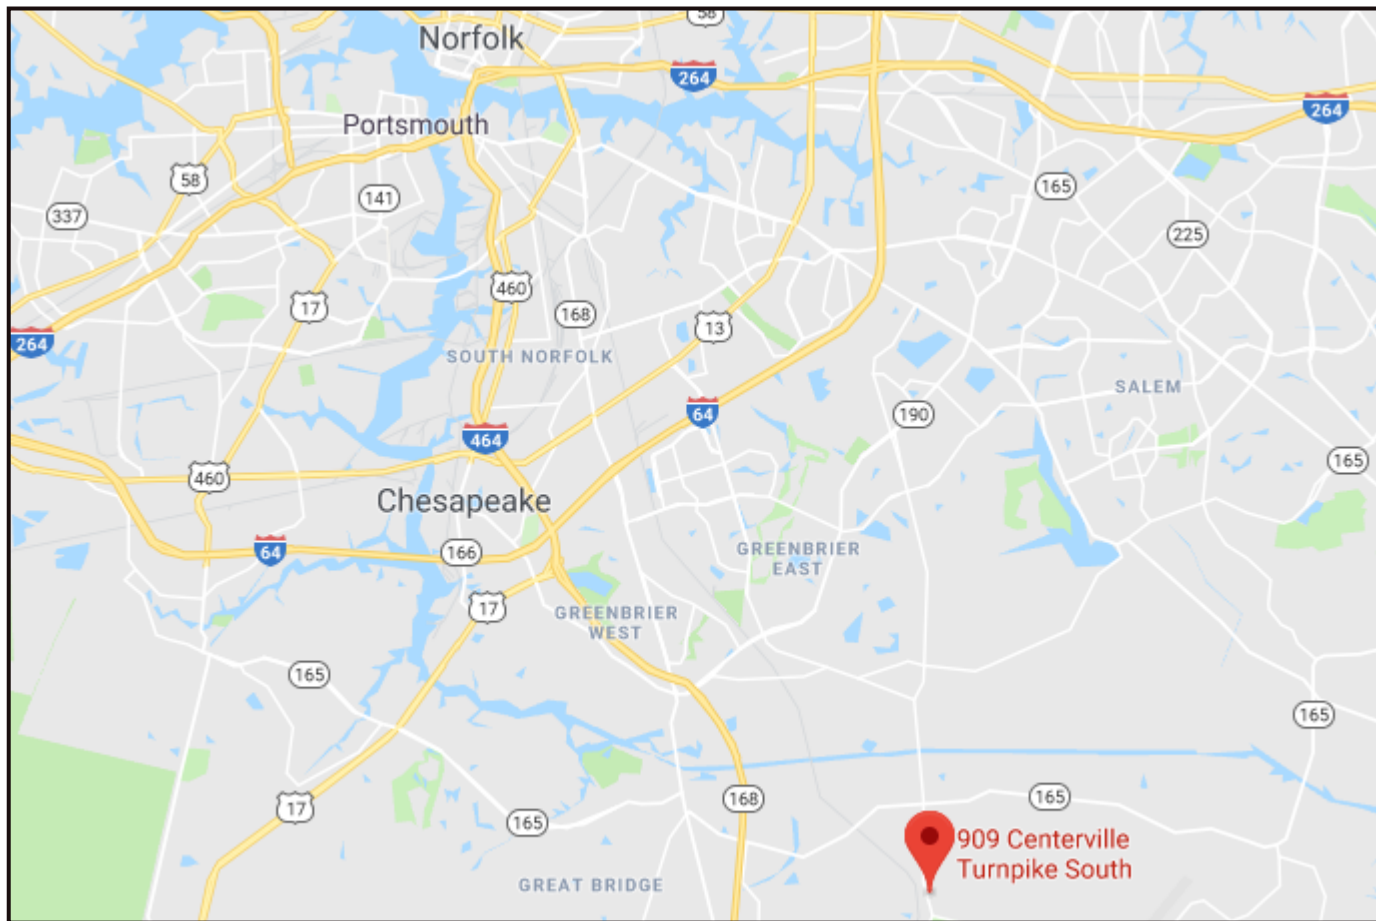 58
Norfolk
264
264
Portsmouth
58
141
165
337
225
460
17
168
13
264
SOUTH NORFOLK
SALEM
64
190
464
165
460
Chesapeake
64
166
GREENBRIER
EAST
17
GREENBRIER
WEST
165
165
17
168
165
165
909 Centerville
Turnpike South
GREAT BRIDGE